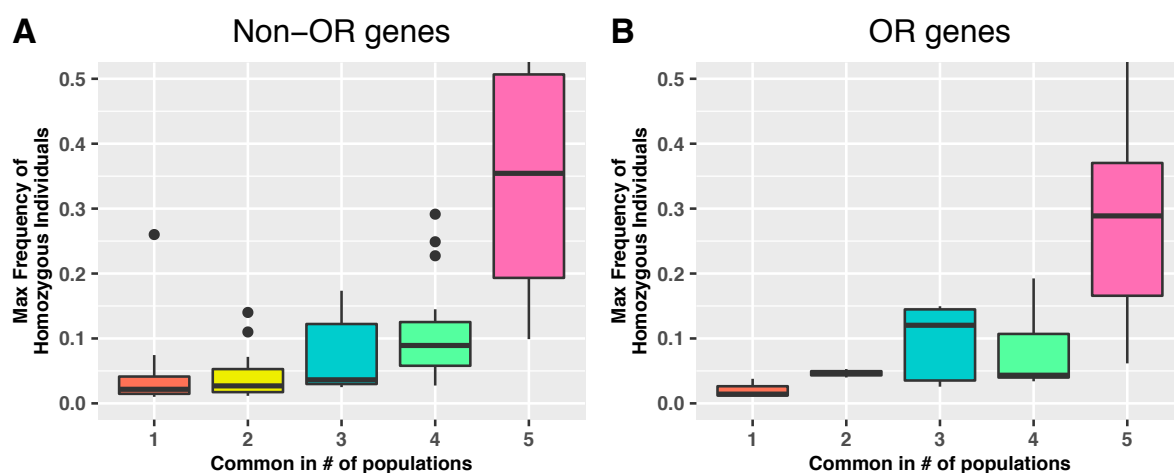 A
Non−OR genes
Max Frequency of
Homozygous Individuals
0.5
0.4
0.3
0.2
0.1
0.0
1 2 3 4 5
Common in # of populations
B
OR genes
Max Frequency of
Homozygous Individuals
0.5
0.4
0.3
0.2
0.1
0.0
1 2 3 4 5
Common in # of populations